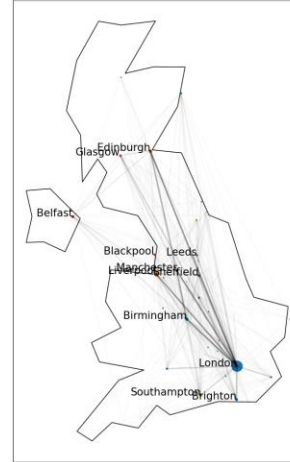 Edinburgh
Glasgow
Belfast
Blackpool
Leeds
Manchester
Liverpool
Sheffield
Birmingham
London
Southampton
Brighton